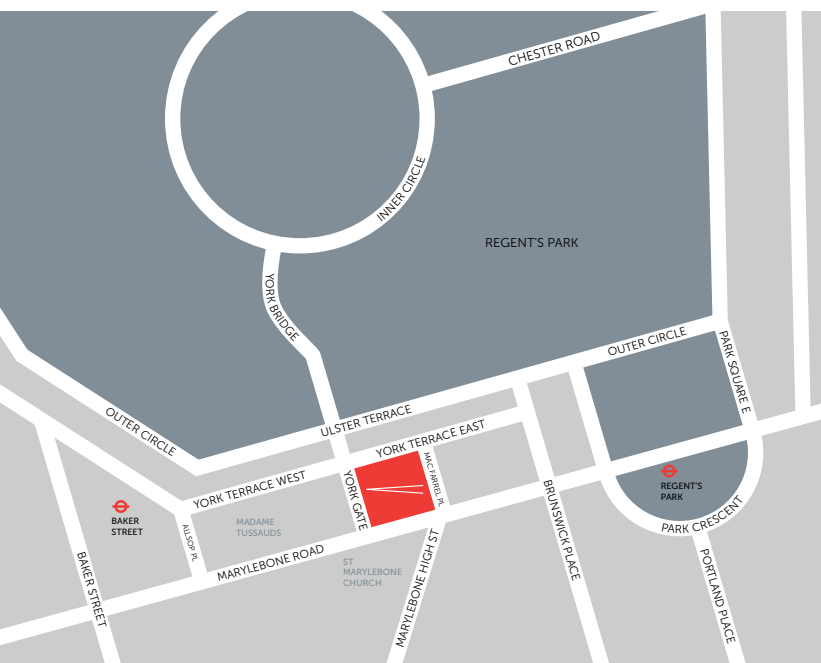 CHESTER ROAD
INNER CIRCLE
REGENT'S PARK
YORK BRIDGE
OUTER CIRCLE
PARK SQUARE E
OUTER CIRCLE
ULSTER TERRACE
YORK TERRACE EAST
YORK TERRACE WEST
YORK GATE
MAC FARREL PL
REGENT'S
PARK
BAKER
STREET
MADAME
TUSSAUDS
ALLSOP PL
PARK CRESCENT
BRUNSWICK PLACE
MARYLEBONE ROAD
ST
MARYLEBONE
CHURCH
MARYLEBONE HIGH ST
BAKER STREET
PORTLAND PLACE